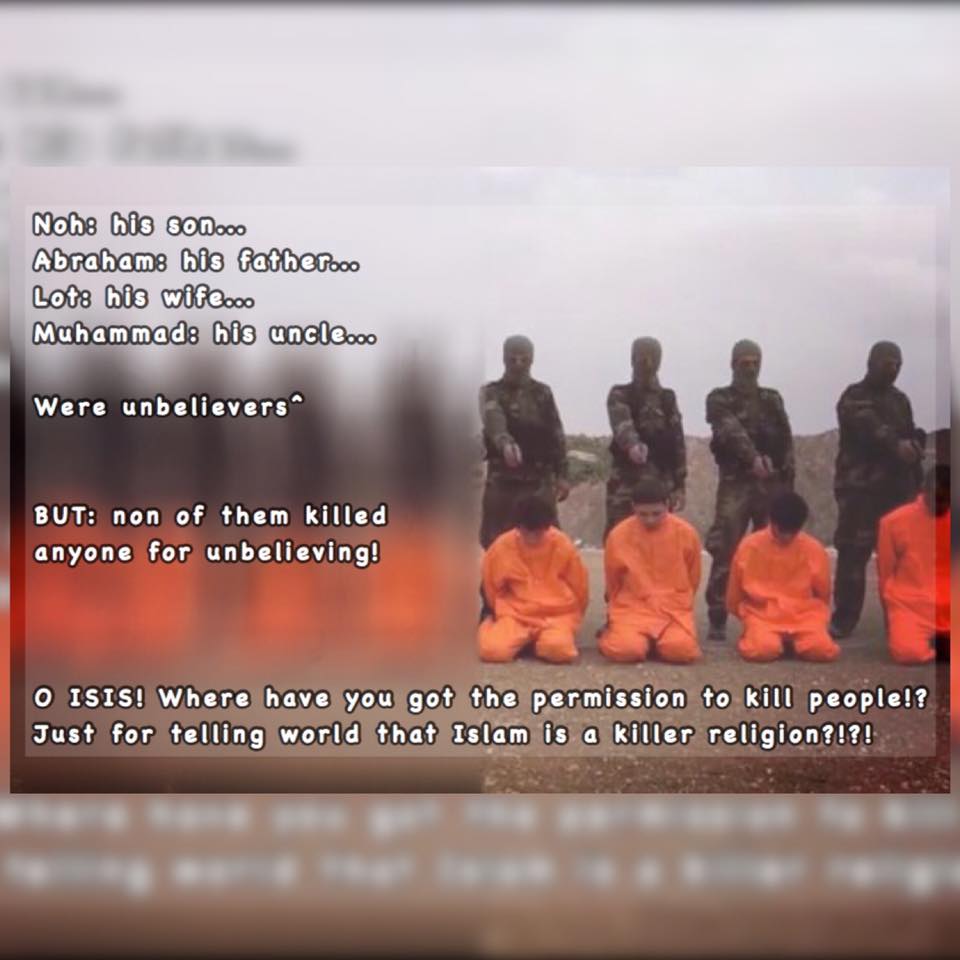 Noh: his son...
Abraham: his father...
Lot: his wife...
Muhammad: his uncle...
Were unbelievers^
BUT: non of them killed
anyone for unbelieving!
O ISIS! Where have you got the permission to kill people!?
Just for telling world that Islam is a killer religion?!?!